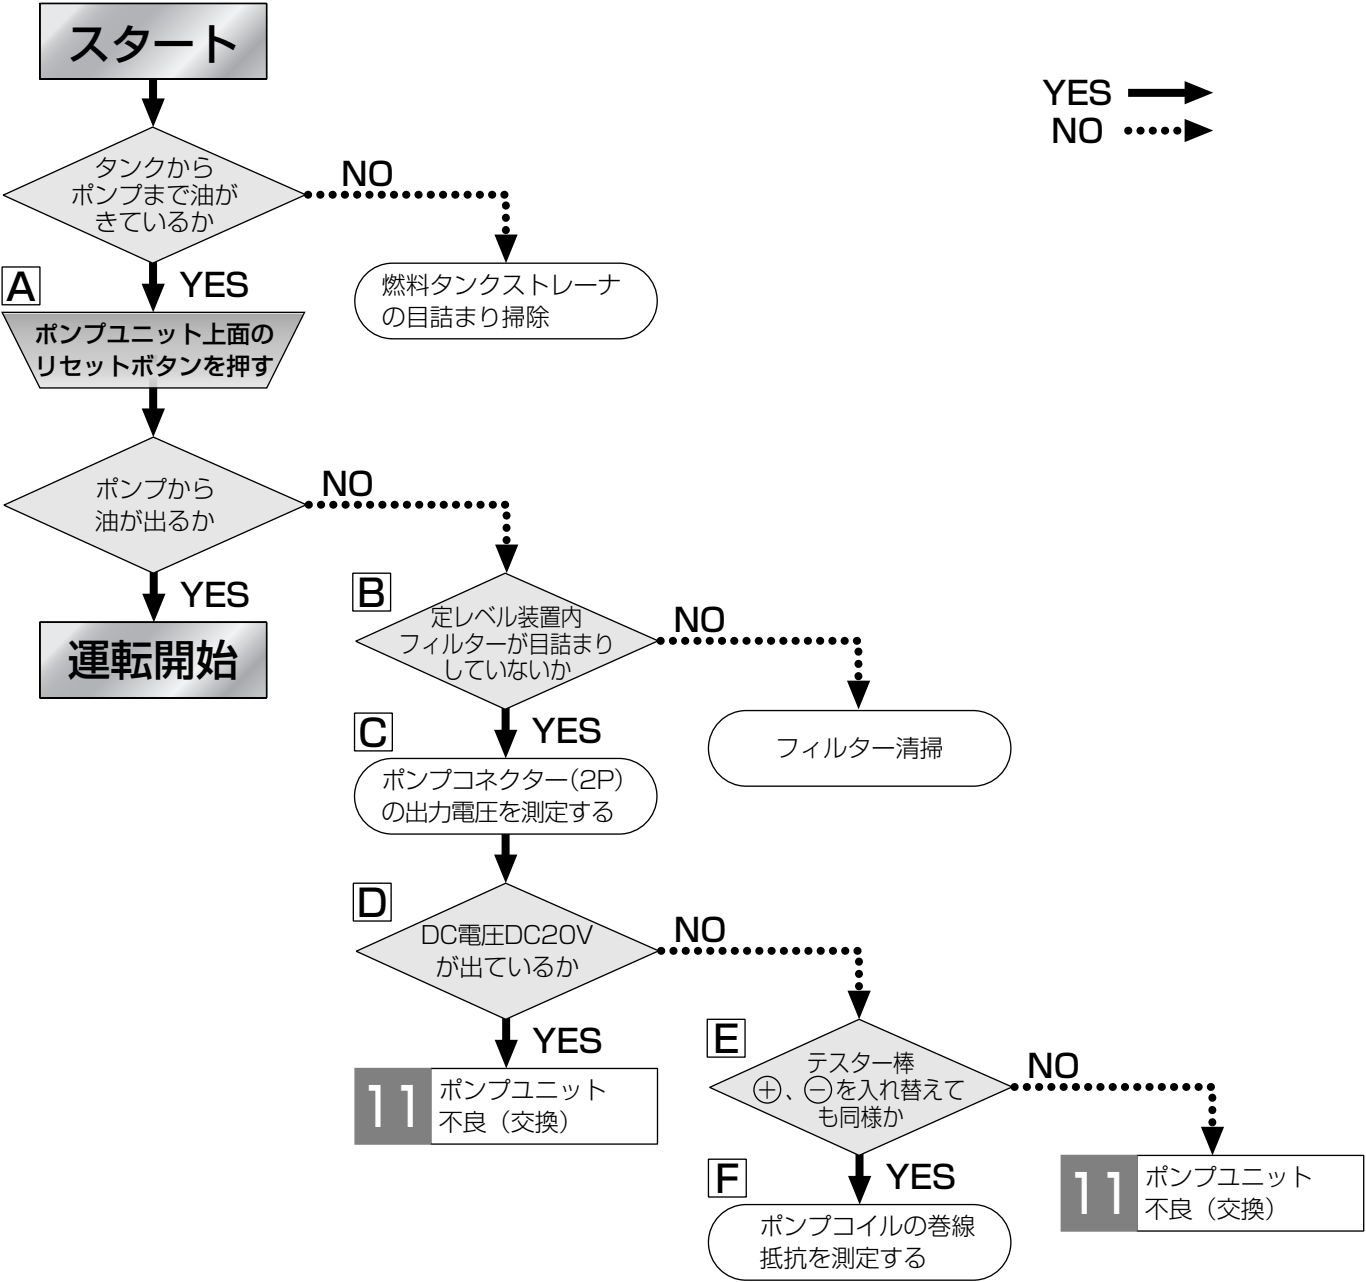 スタート
YES
NO
タンクから
ポンプまで油が
きているか
NO
A
YES
燃料タンクストレーナ
の目詰まり掃除
ポンプユニット上面の
リセットボタンを押す
ポンプから
油が出るか
NO
YES
運転開始
B
定レベル装置内
フィルターが目詰まり
していないか
NO
C
YES
フィルター清掃
ポンプコネクター(2P)
の出力電圧を測定する
D
DC電圧DC20V
が出ているか
NO
YES
11
ポンプユニット
不良（交換）
E
テスター棒
⊕、⊖を入れ替えて
も同様か
NO
F
YES
11
ポンプユニット
不良（交換）
ポンプコイルの巻線
抵抗を測定する